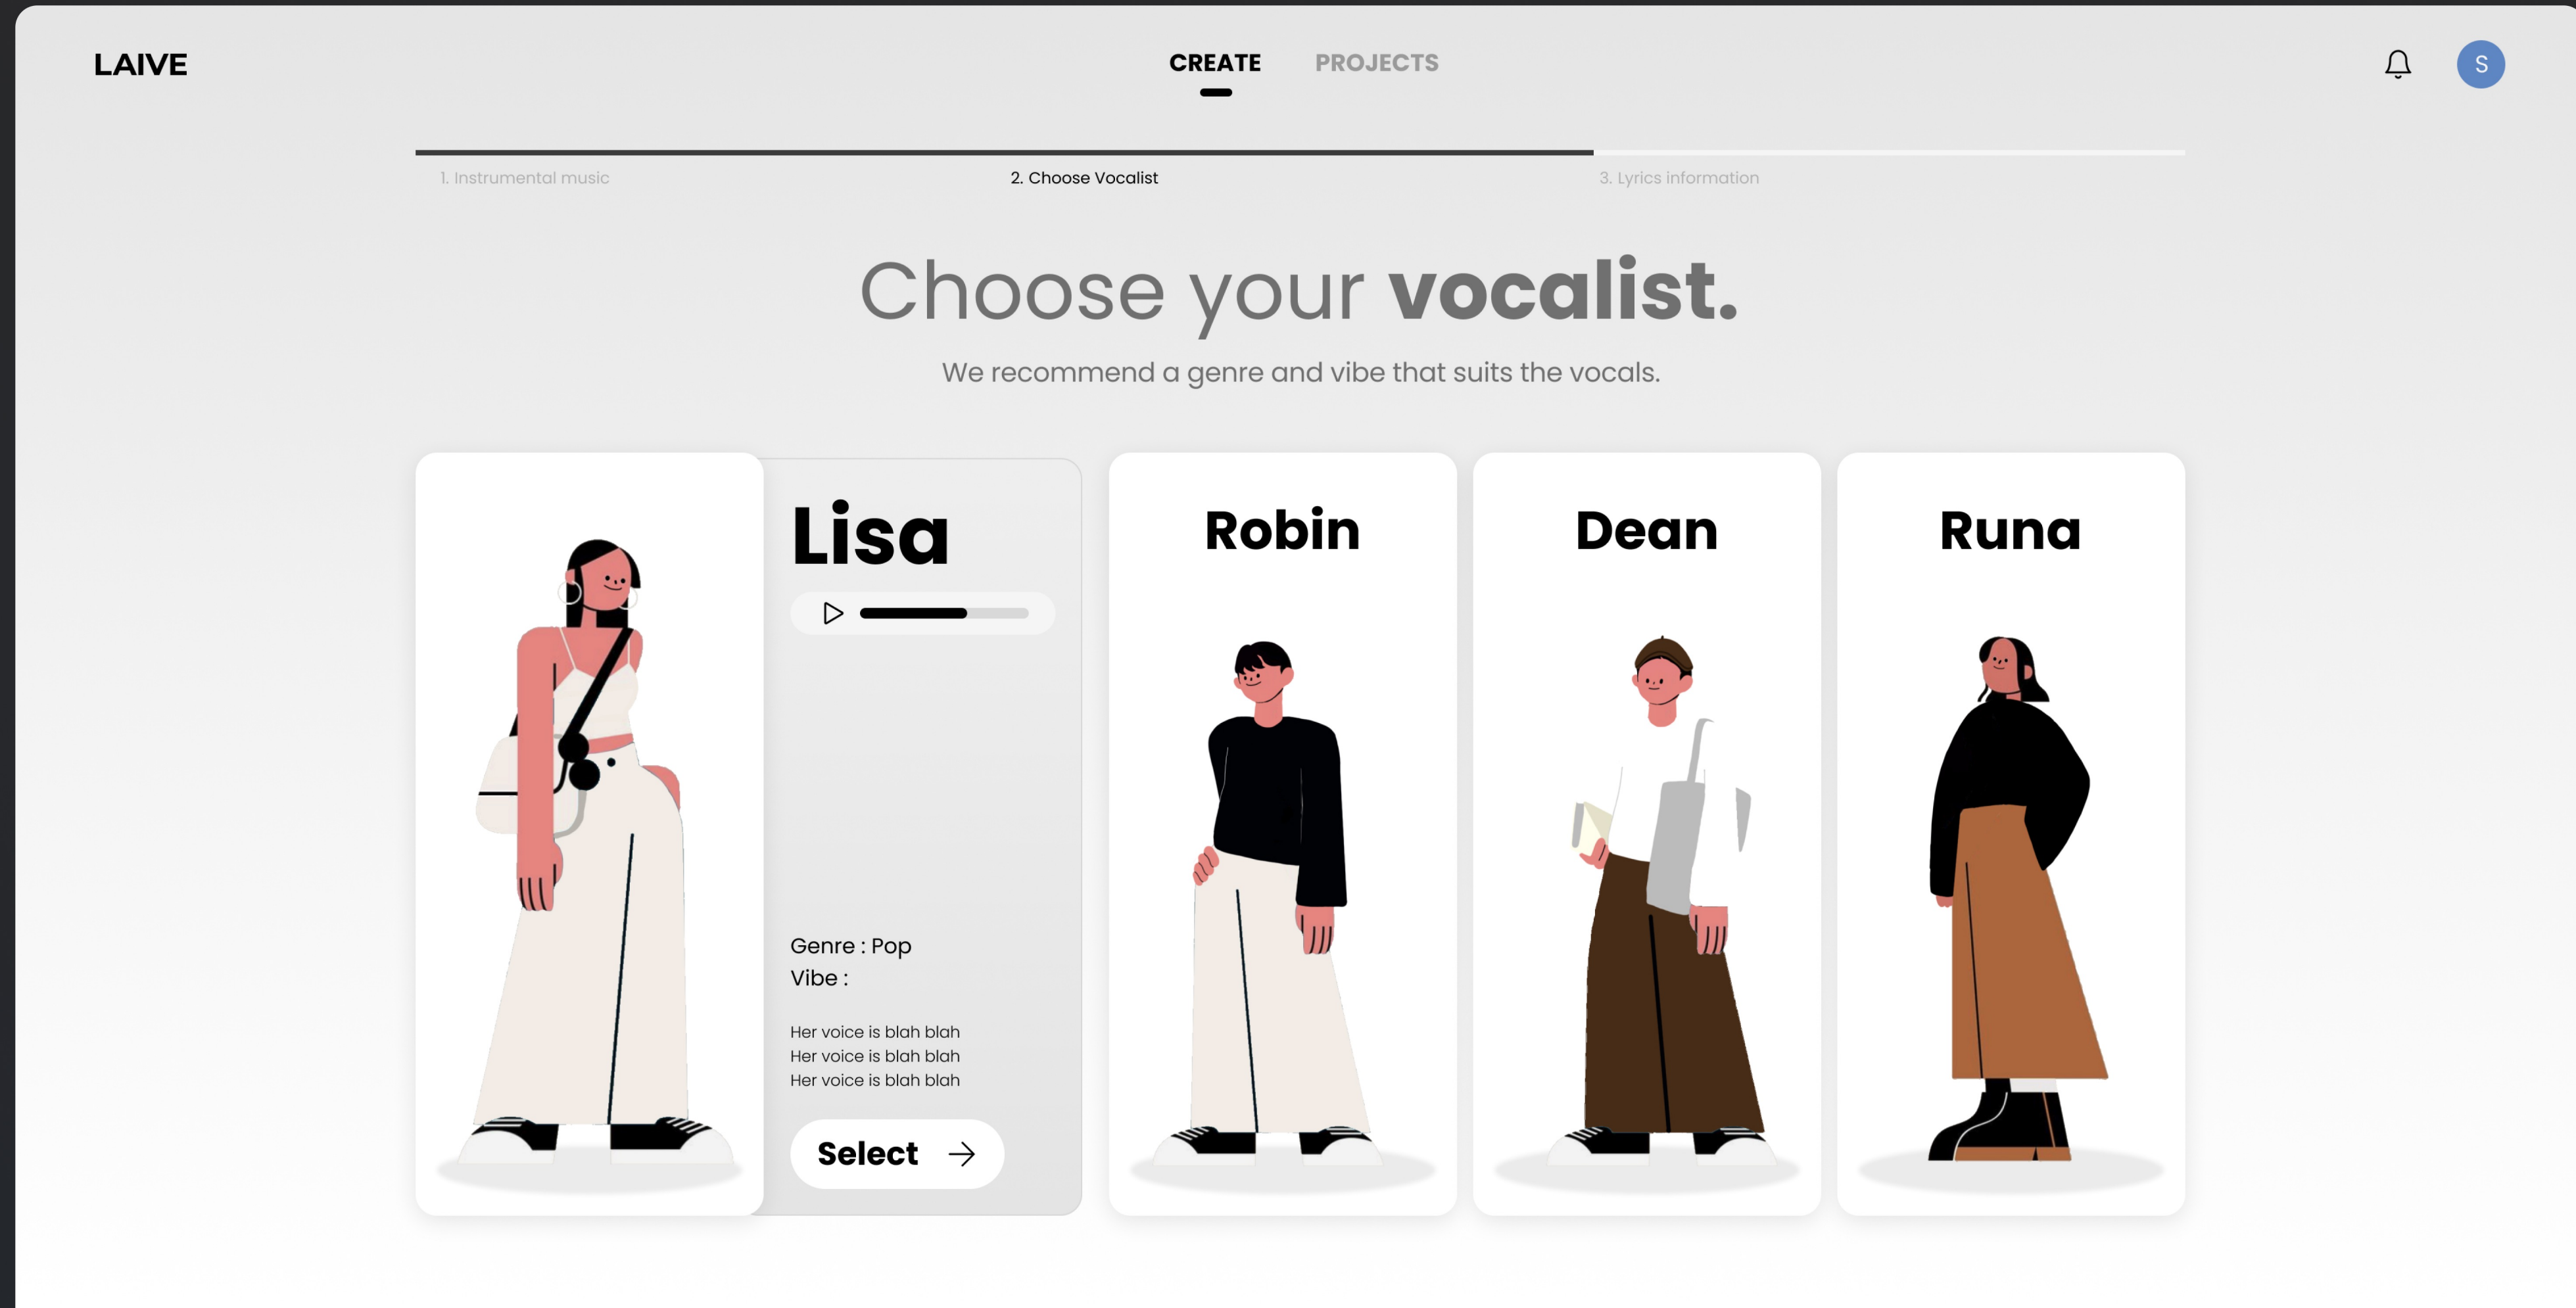 LAIVE
CREATE
PROJECTS
S
1. Instrumental music
2. Choose Vocalist
3. Lyrics information
Choose your vocalist.
We recommend a genre and vibe that suits the vocals.
Lisa
Genre : Pop
Vibe :
Her voice is blah blah
Her voice is blah blah
Her voice is blah blah
Select
Robin
Dean
Runa